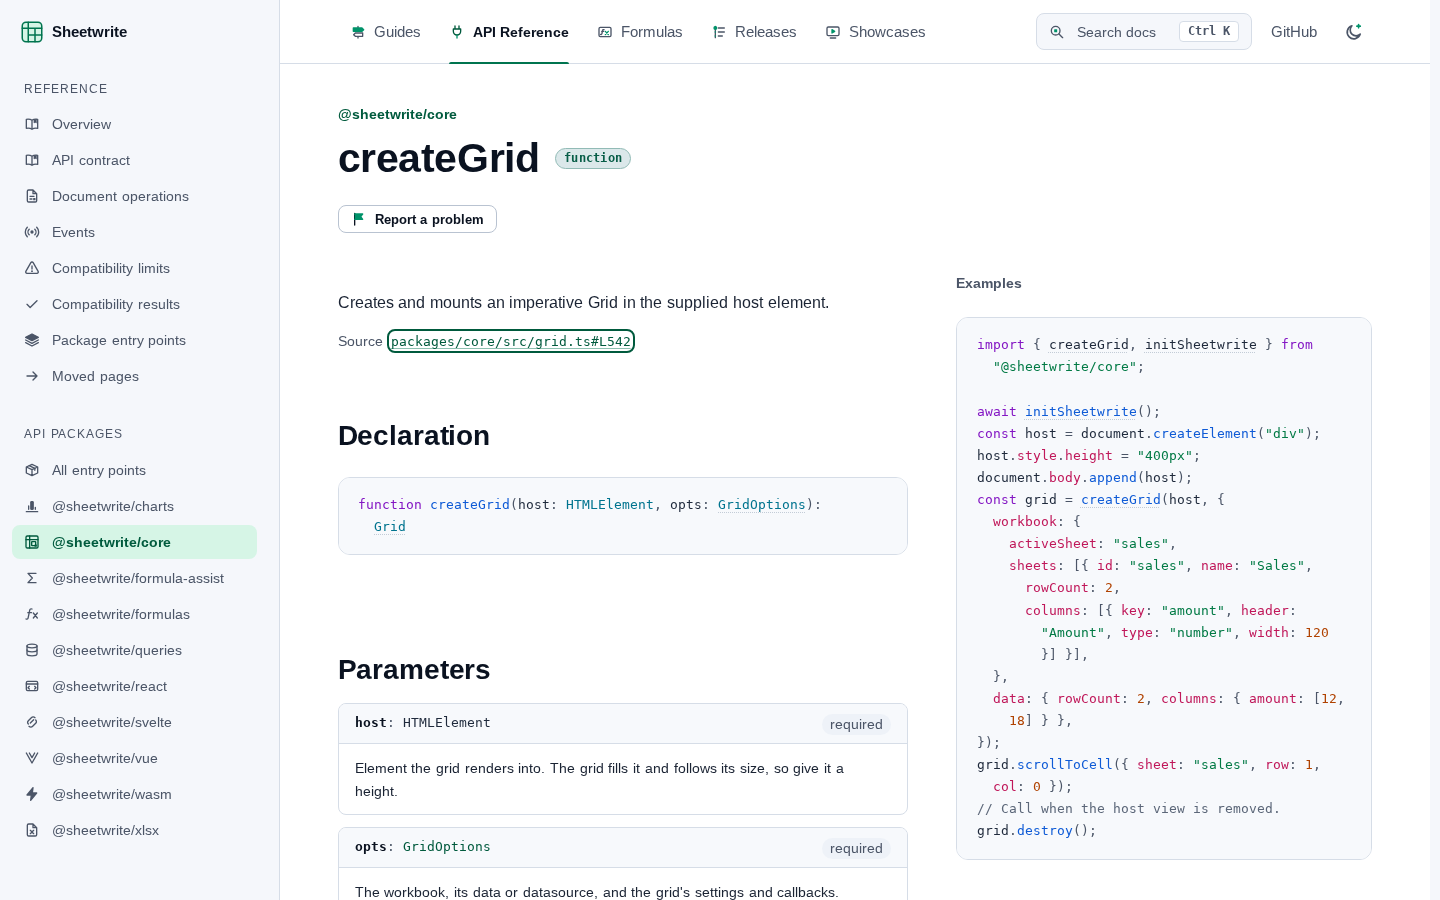 Sheetwrite
REFERENCE
Overview
API contract
Document operations
Events
Compatibility limits
Compatibility results
Package entry points
Moved pages
API PACKAGES
All entry points
@sheetwrite/charts
@sheetwrite/core
@sheetwrite/formula-assist
@sheetwrite/formulas
@sheetwrite/queries
@sheetwrite/react
@sheetwrite/svelte
@sheetwrite/vue
@sheetwrite/wasm
@sheetwrite/xlsx
Guides
API Reference
Formulas
Releases
Showcases
Search docs
Ctrl K
GitHub
@sheetwrite/core
createGrid function
Report a problem
Creates and mounts an imperative Grid in the supplied host element.
Source packages/core/src/grid.ts#L542
Declaration
function createGrid(host: HTMLElement, opts: GridOptions):
Grid
Parameters
host: HTMLElement required
Element the grid renders into. The grid fills it and follows its size, so give it a
height.
opts: GridOptions required
The workbook, its data or datasource, and the grid's settings and callbacks.
Examples
import { createGrid, initSheetwrite } from
"@sheetwrite/core";
await initSheetwrite();
const host = document.createElement("div");
host.style.height = "400px";
document.body.append(host);
const grid = createGrid(host, {
workbook: {
activeSheet: "sales",
sheets: [{ id: "sales", name: "Sales",
rowCount: 2,
columns: [{ key: "amount", header:
"Amount", type: "number", width: 120
}] }],
},
data: { rowCount: 2, columns: { amount: [12,
18] } },
});
grid.scrollToCell({ sheet: "sales", row: 1,
col: 0 });
// Call when the host view is removed.
grid.destroy();